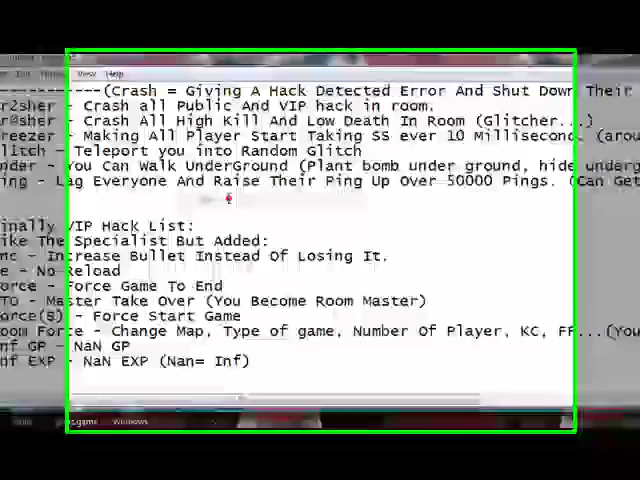 View Help
------------(Crash = Giving A Hack Detected Error And Shut Down Their
r2sher - Crash all Public And VIP hack in room.
r@sher - Crash All High Kill And Low Death In Room (Glitcher...)
reezer - Making All Player Start Taking SS ever 10 Millisecond. (arou
litch - Teleport you into Random Glitch
nder - You Can Walk UnderGround (Plant bomb under ground, hide underg
ing - Lag Everyone And Raise Their Ping Up Over 50000 Pings. (Can Get
inally VIP Hack List:
ike The Specialist But Added:
mc - Increase Bullet Instead Of Losing It.
e - No Reload
orce - Force Game To End
TO - Master Take Over (You Become Room Master)
orce(S) - Force Start Game
oom Force - Change Map, Type of game, Number Of Player, KC, FF...(You
nf GP - NaN GP
nf EXP - NaN EXP (Nan= Inf)
game Windows